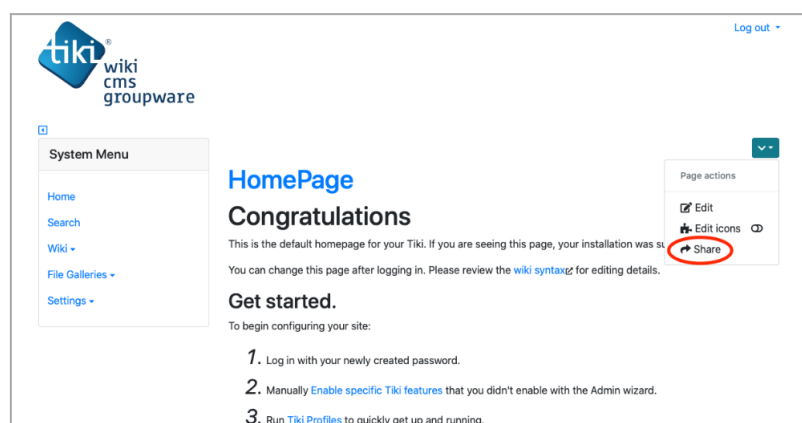 Log out
tiki®
wiki
cms
groupware
System Menu
Home
Search
Wiki
File Galleries
Settings
Page actions
Edit
Edit icons
Share
HomePage
Congratulations
This is the default homepage for your Tiki. If you are seeing this page, your installation was
You can change this page after logging in. Please review the wiki syntax for editing details.
Get started.
To begin configuring your site:
1. Log in with your newly created password.
2. Manually Enable specific Tiki features that you didn't enable with the Admin wizard.
3. Run Tiki Profiles to quickly get up and running.